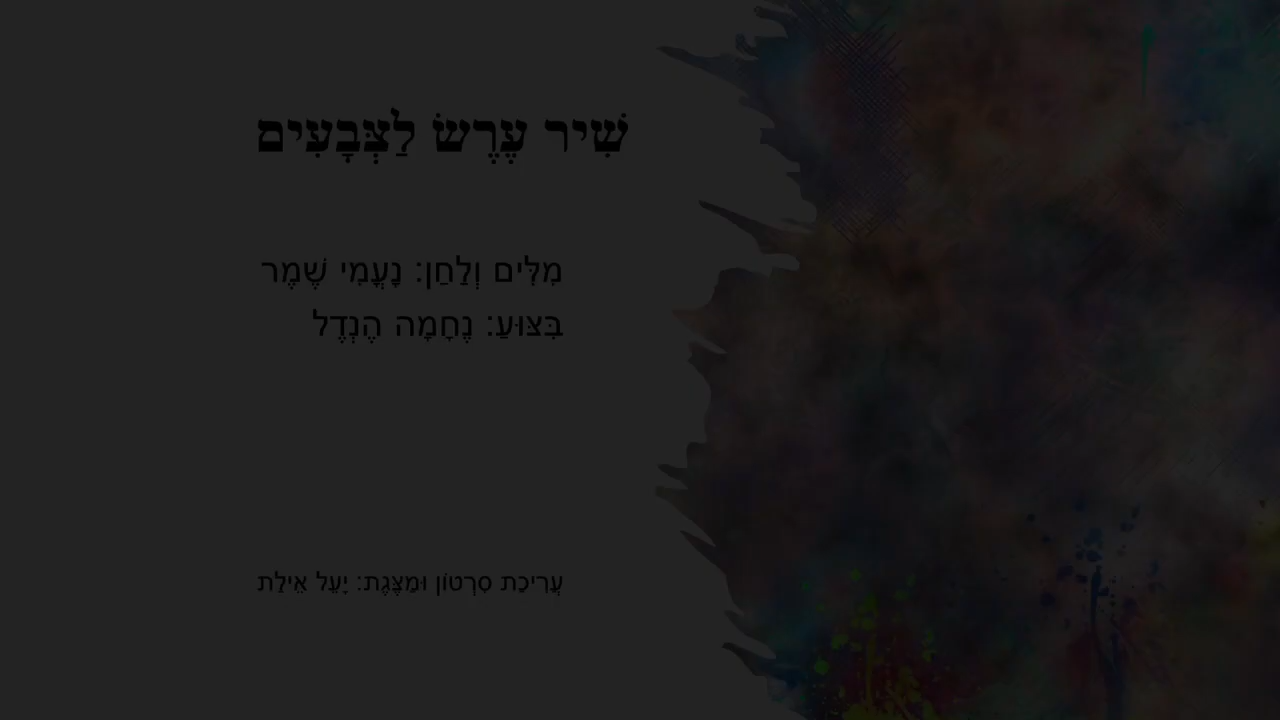 שִׁיר עֶרֶשׂ לַצְּבָעִים
מִלִּים וְלַחַן: נָעֳמִי שֶׁמֶר
בִּצּוּעַ: נֶחָמָה הֶנְדֶל
עֲרִיכַת סִרְטוֹן וּמַצֶּגֶת: יָעֵל אֵילַת